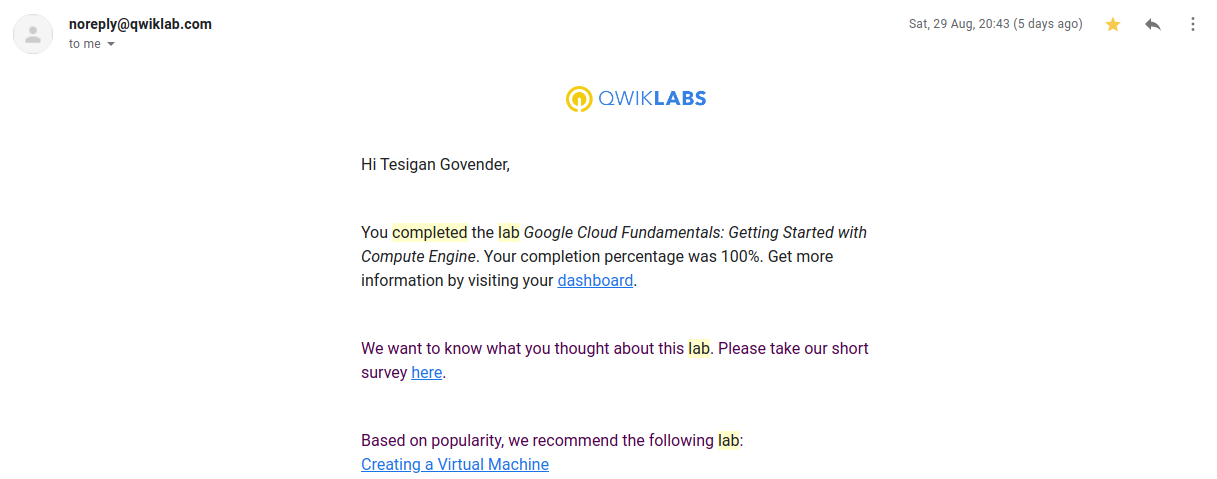 noreply@qwiklab.com
Sat, 29 Aug, 20:43 (5 days ago)
to me
QWIKLABS
Hi Tesigan Govender,
You completed the lab Google Cloud Fundamentals: Getting Started with
Compute Engine. Your completion percentage was 100%. Get more
information by visiting your dashboard.
We want to know what you thought about this lab. Please take our short
survey here.
Based on popularity, we recommend the following lab:
Creating a Virtual Machine